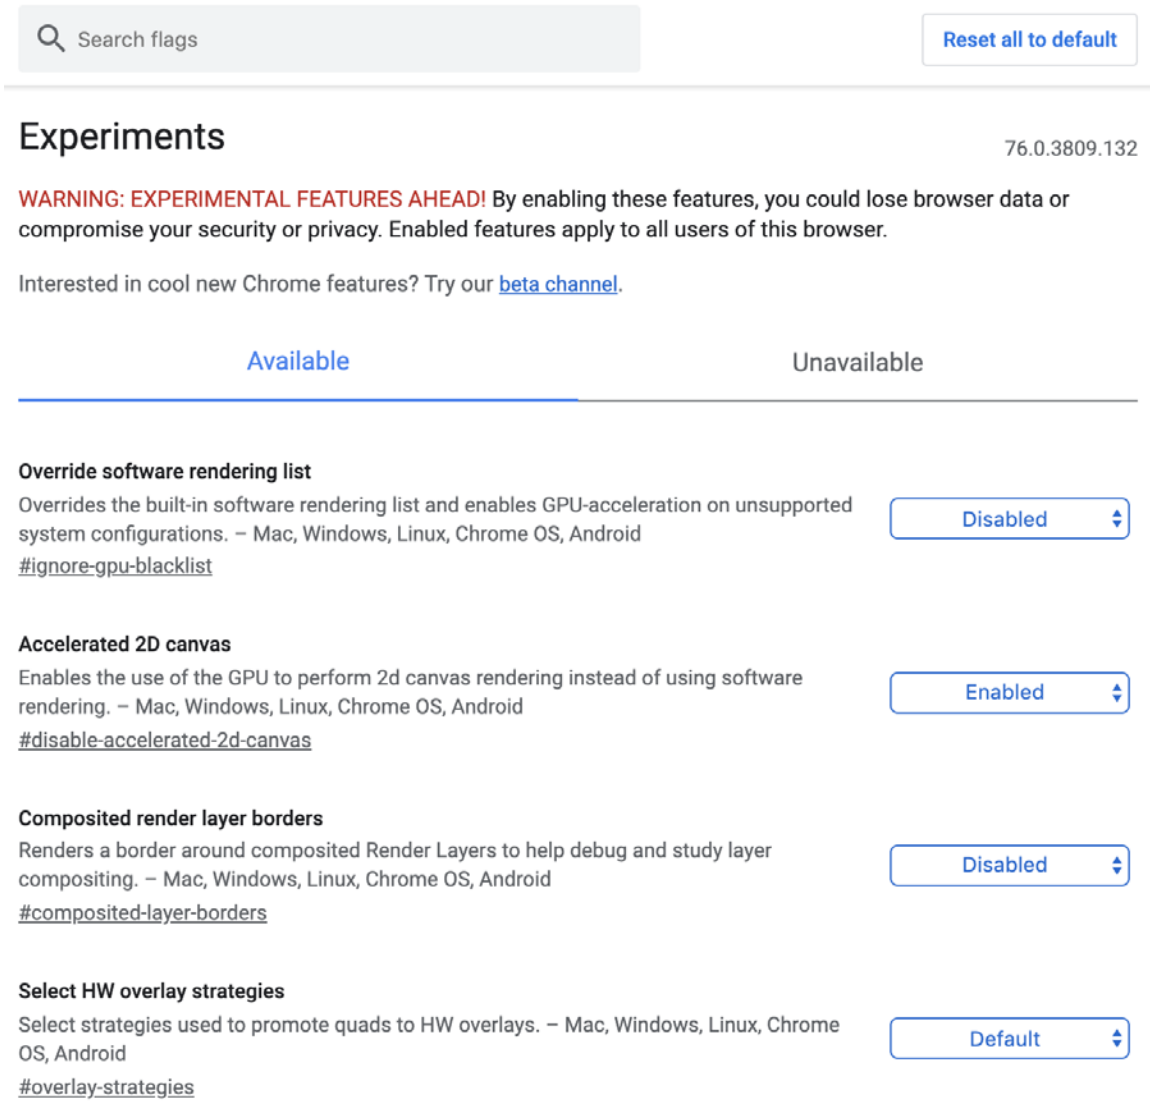 Search flags
Reset all to default
Experiments
76.0.3809.132
WARNING: EXPERIMENTAL FEATURES AHEAD! By enabling these features, you could lose browser data or
compromise your security or privacy. Enabled features apply to all users of this browser.
Interested in cool new Chrome features? Try our beta channel.
Available
Unavailable
Override software rendering list
Overrides the built-in software rendering list and enables GPU-acceleration on unsupported
system configurations. – Mac, Windows, Linux, Chrome OS, Android
#ignore-gpu-blacklist
Disabled
Accelerated 2D canvas
Enables the use of the GPU to perform 2d canvas rendering instead of using software
rendering. – Mac, Windows, Linux, Chrome OS, Android
#disable-accelerated-2d-canvas
Enabled
Composited render layer borders
Renders a border around composited Render Layers to help debug and study layer
compositing. – Mac, Windows, Linux, Chrome OS, Android
#composited-layer-borders
Disabled
Select HW overlay strategies
Select strategies used to promote quads to HW overlays. – Mac, Windows, Linux, Chrome
OS, Android
#overlay-strategies
Default